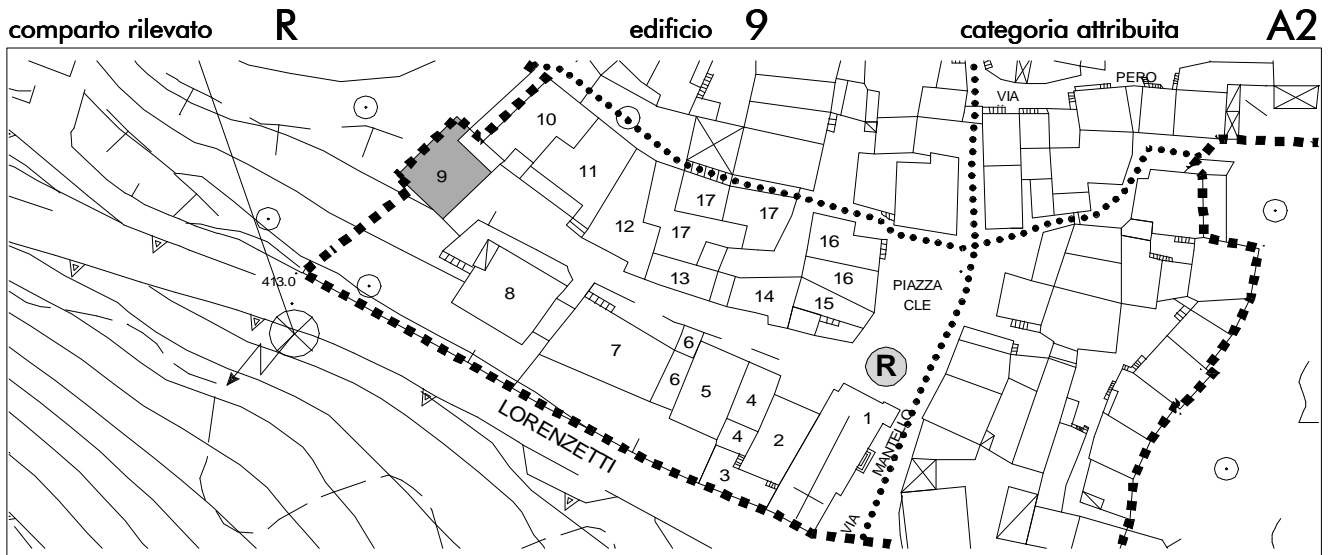 comparto rilevato R edificio 9 categoria attribuita A2
PERO
VIA
10
9
11
17
17
12
17
16
13
16
413.0
8
14
15
PIAZZA
CLE
6
7
R
6
5
4
LORENZETTI
1
4
2
MANTELLO
3
VIA